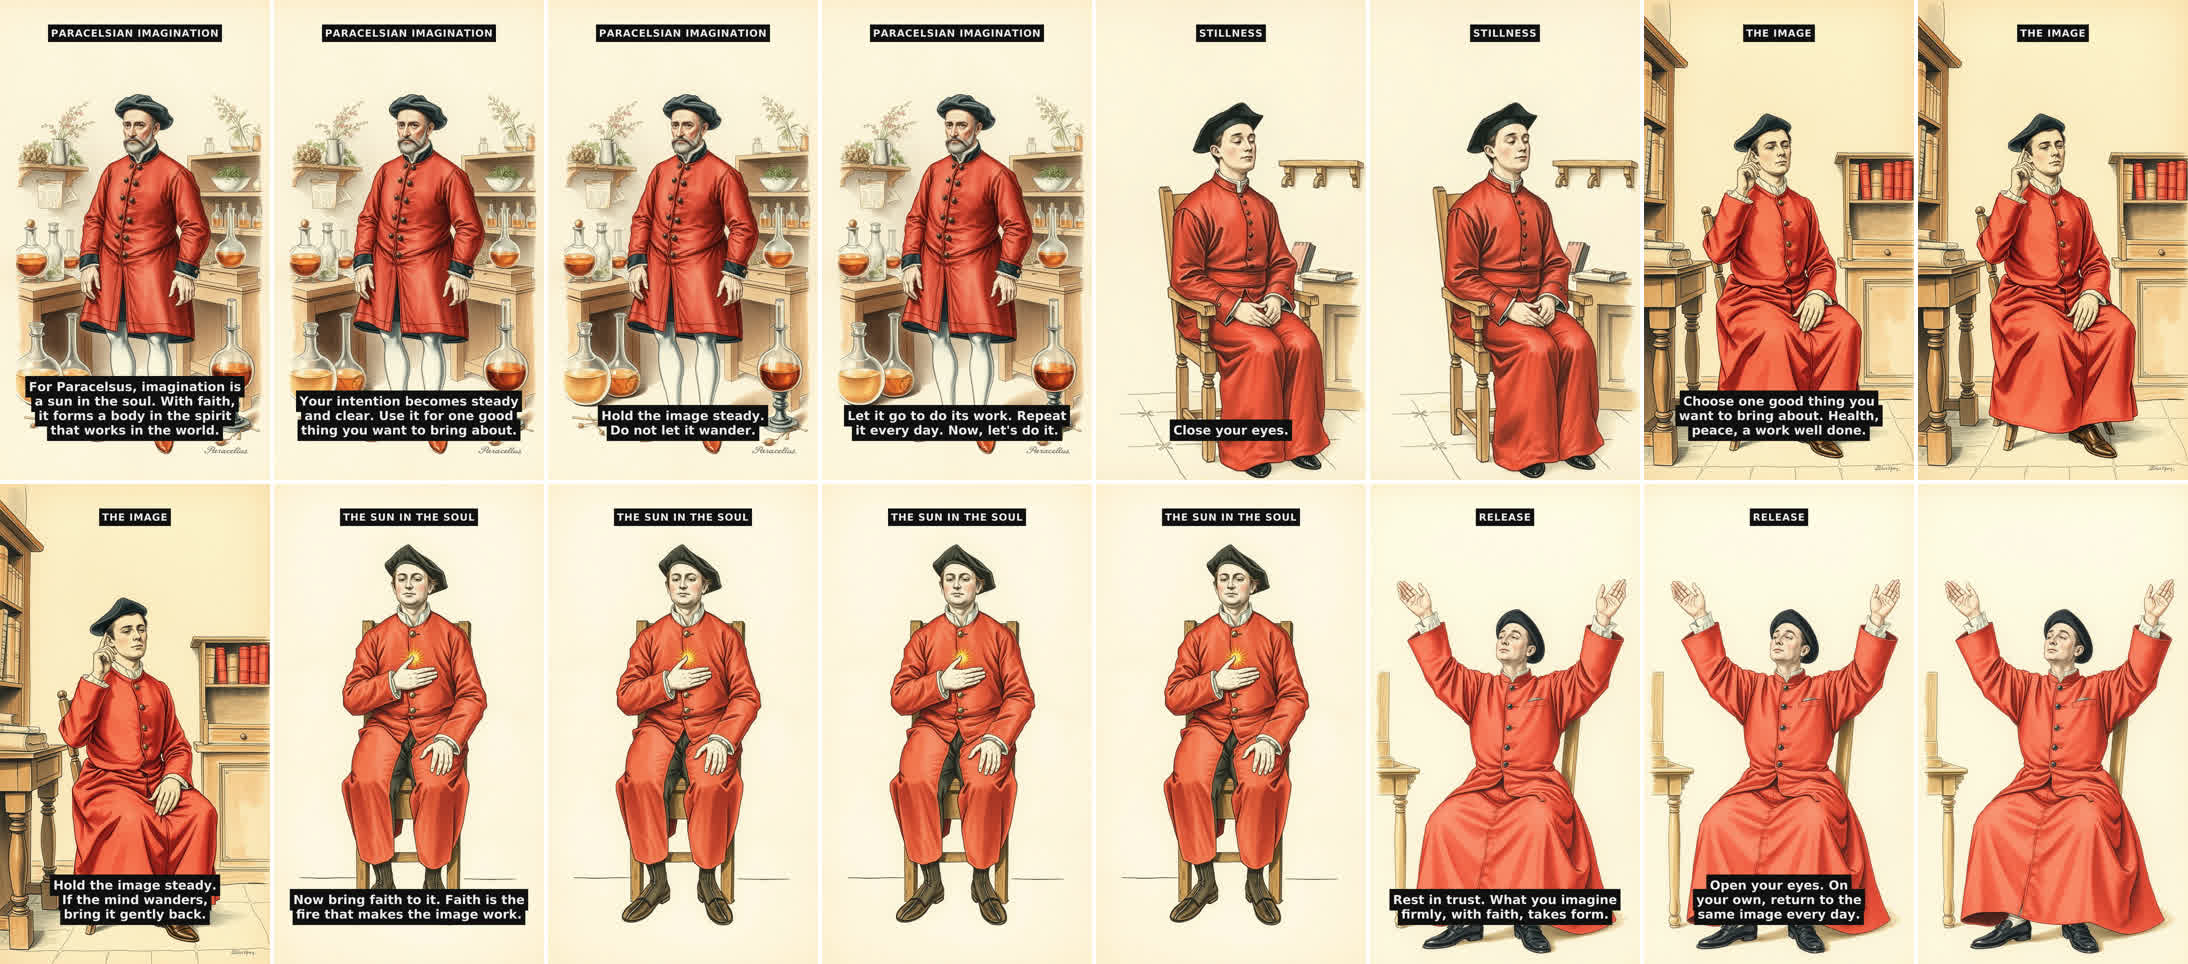 PARACELSIAN IMAGINATION
For Paracelsus, imagination is
a sun in the soul. With faith,
it forms a body in the spirit
that works in the world.
PARACELSIAN IMAGINATION
Your intention becomes steady
and clear. Use it for one good
thing you want to bring about.
Paracellus
PARACELSIAN IMAGINATION
Hold the image steady.
Do not let it wander.
Paracellus
PARACELSIAN IMAGINATION
Let it go to do its work. Repeat
it every day. Now, let's do it.
Paracellus
STILLNESS
Close your eyes.
STILLNESS
THE IMAGE
Choose one good thing you
want to bring about. Health,
peace, a work well done.
THE IMAGE
THE IMAGE
Hold the image steady.
If the mind wanders,
bring it gently back.
THE SUN IN THE SOUL
Now bring faith to it. Faith is the
fire that makes the image work.
THE SUN IN THE SOUL
THE SUN IN THE SOUL
THE SUN IN THE SOUL
RELEASE
Rest in trust. What you imagine
firmly, with faith, takes form.
RELEASE
Open your eyes. On
your own, return to the
same image every day.